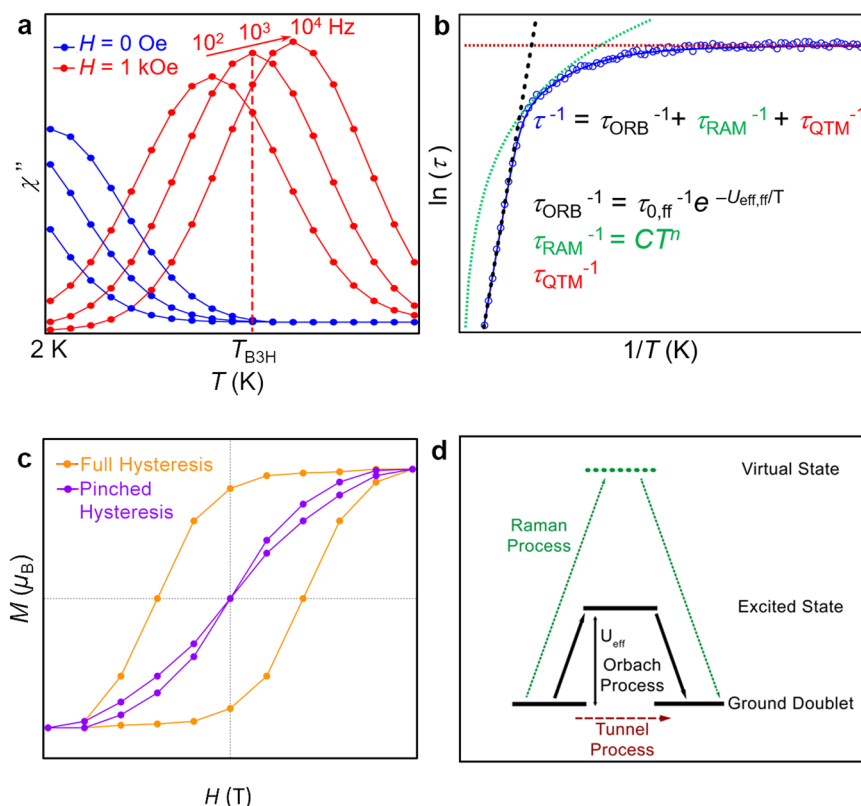 a
H = 0 Oe
H = 1 kOe
10² 10³ 10⁴ Hz
χ"
2 K
T_B3H
T (K)
b
ln (τ)
τ⁻¹ = τ_ORB⁻¹ + τ_RAM⁻¹ + τ_QTM⁻¹
τ_ORB⁻¹ = τ_0,ff⁻¹e^−U_eff,ff/T
τ_RAM⁻¹ = CTⁿ
τ_QTM⁻¹
1/T (K)
c
Full Hysteresis
Pinched
Hysteresis
M (μ_B)
H (T)
d
Virtual State
Raman
Process
Excited State
U_eff
Orbach
Process
Ground Doublet
Tunnel
Process